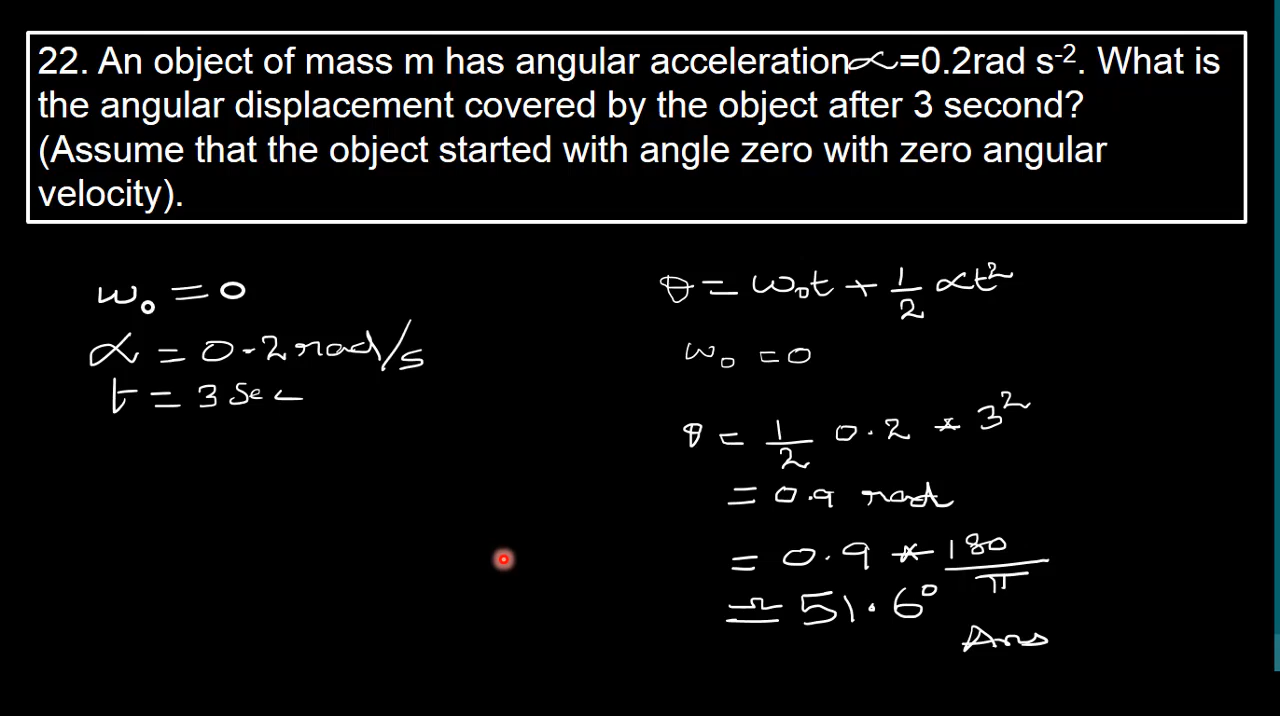 22. An object of mass m has angular acceleration∝=0.2rad s⁻². What is
the angular displacement covered by the object after 3 second?
(Assume that the object started with angle zero with zero angular
velocity).
ω₀ = 0
∝ = 0.2 rad/s
t = 3 Sec
θ = ω₀t + 1/2 ∝t²
ω₀ = 0
θ = 1/2 0.2 * 3²
= 0.9 rad
= 0.9 * 180/π
≃ 51.6°
Ans